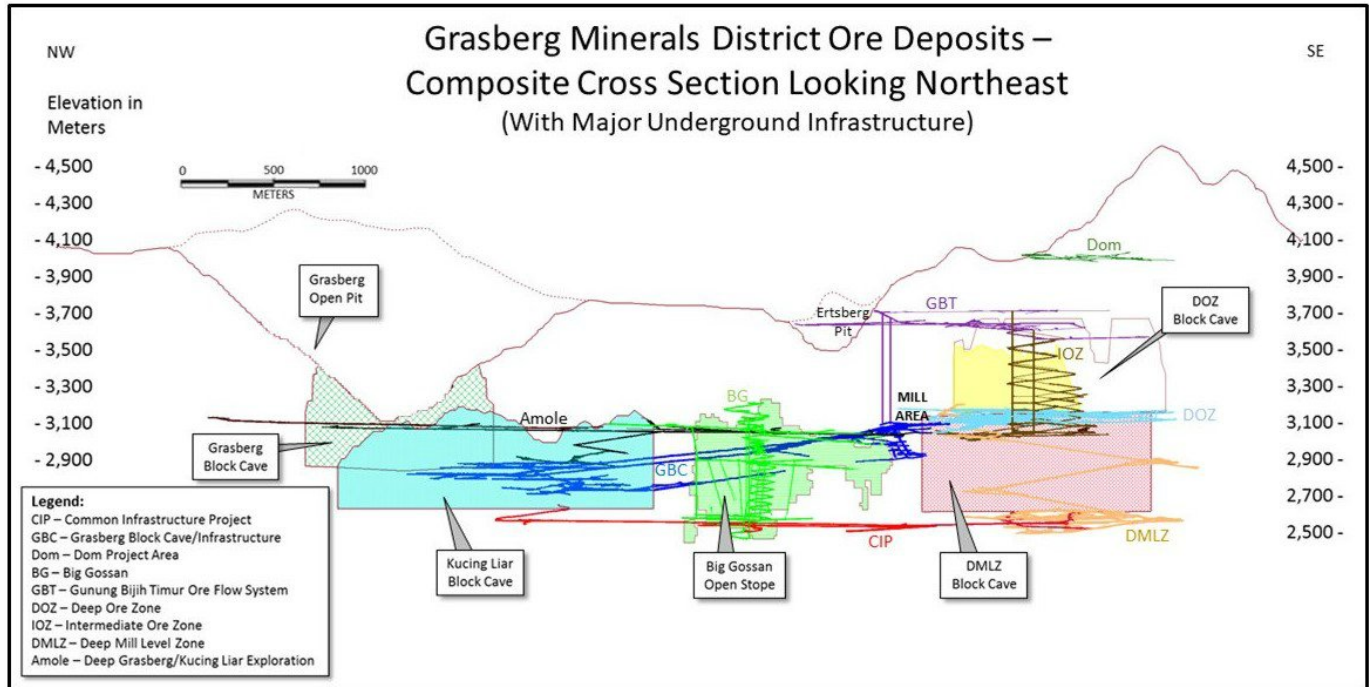 Grasberg Minerals District Ore Deposits –
Composite Cross Section Looking Northeast
(With Major Underground Infrastructure)
NW
SE
Elevation in
Meters
0 500 1000
METERS
- 4,500
- 4,300
- 4,100
- 3,900
- 3,700
- 3,500
- 3,300
- 3,100
- 2,900
4,500 -
4,300 -
4,100 -
3,900 -
3,700 -
3,500 -
3,300 -
3,100 -
2,900 -
2,700 -
2,500 -
Dom
Grasberg
Open Pit
Ertsberg
Pit
GBT
DOZ
Block Cave
IOZ
BG
MILL
AREA
DOZ
Amole
Grasberg
Block Cave
GBC
CIP
DMLZ
Kucing Liar
Block Cave
Big Gossan
Open Stope
DMLZ
Block Cave
Legend:
CIP – Common Infrastructure Project
GBC – Grasberg Block Cave/Infrastructure
Dom – Dom Project Area
BG – Big Gossan
GBT – Gunung Bijih Timur Ore Flow System
DOZ – Deep Ore Zone
IOZ – Intermediate Ore Zone
DMLZ – Deep Mill Level Zone
Amole – Deep Grasberg/Kucing Liar Exploration